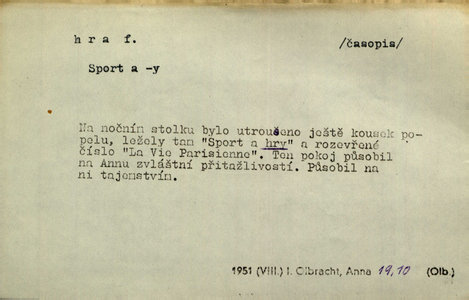 hra f. /časopis/
Sport a -y
Na nočním stolku bylo utroušeno ještě kousek po-
pelu, ležely tam "Sport a hry" a rozevřené
číslo "La Vie Parisienne". Ten pokoj působil
na Annu zvláštní přitažlivostí. Působil na
ni tajemstvím.
1951 (VIII.) I. Olbracht, Anna 19,10 (Olb.)